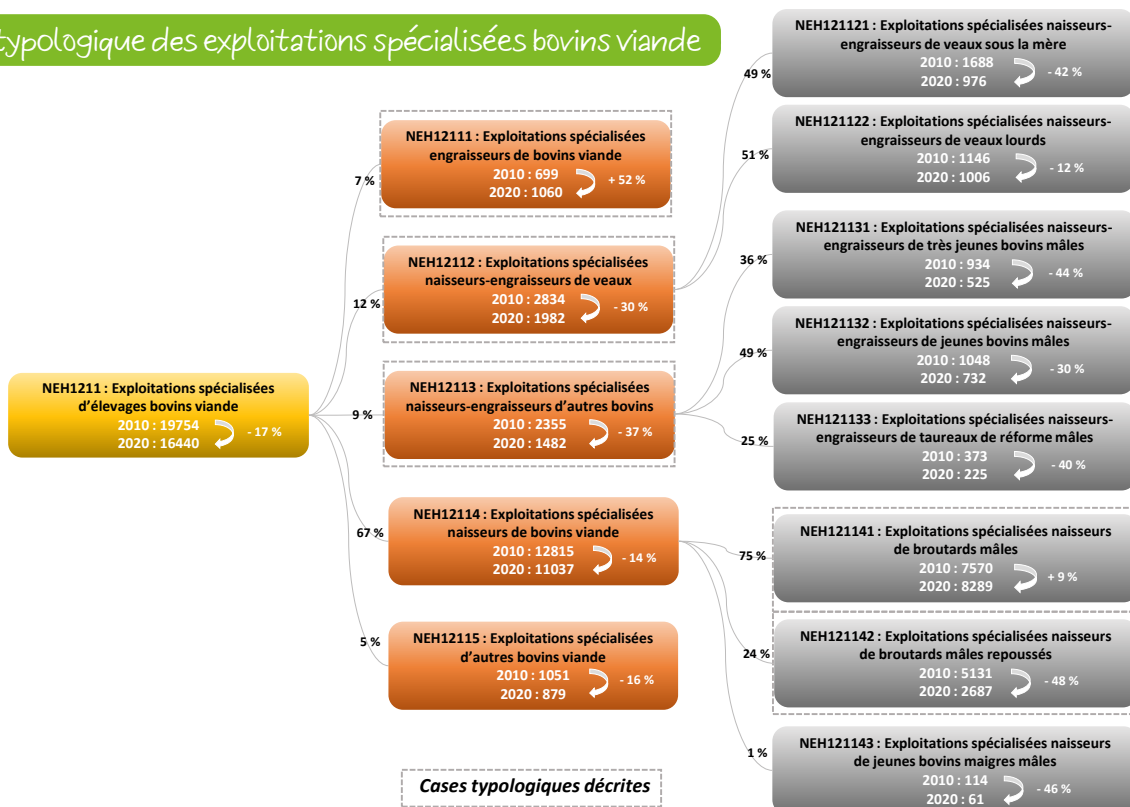 typologique des exploitations spécialisées bovins viande
NEH1211 : Exploitations spécialisées
d'élevages bovins viande
2010 : 19754
2020 : 16440
- 17 %
7 %
NEH12111 : Exploitations spécialisées
engraisseurs de bovins viande
2010 : 699
2020 : 1060
+ 52 %
12 %
NEH12112 : Exploitations spécialisées
naisseurs-engraisseurs de veaux
2010 : 2834
2020 : 1982
- 30 %
9 %
NEH12113 : Exploitations spécialisées
naisseurs-engraisseurs d'autres bovins
2010 : 2355
2020 : 1482
- 37 %
67 %
NEH12114 : Exploitations spécialisées
naisseurs de bovins viande
2010 : 12815
2020 : 11037
- 14 %
5 %
NEH12115 : Exploitations spécialisées
d'autres bovins viande
2010 : 1051
2020 : 879
- 16 %
49 %
NEH121121 : Exploitations spécialisées naisseurs-
engraisseurs de veaux sous la mère
2010 : 1688
2020 : 976
- 42 %
51 %
NEH121122 : Exploitations spécialisées naisseurs-
engraisseurs de veaux lourds
2010 : 1146
2020 : 1006
- 12 %
36 %
NEH121131 : Exploitations spécialisées naisseurs-
engraisseurs de très jeunes bovins mâles
2010 : 934
2020 : 525
- 44 %
49 %
NEH121132 : Exploitations spécialisées naisseurs-
engraisseurs de jeunes bovins mâles
2010 : 1048
2020 : 732
- 30 %
25 %
NEH121133 : Exploitations spécialisées naisseurs-
engraisseurs de taureaux de réforme mâles
2010 : 373
2020 : 225
- 40 %
75 %
NEH121141 : Exploitations spécialisées naisseurs
de broutards mâles
2010 : 7570
2020 : 8289
+ 9 %
24 %
NEH121142 : Exploitations spécialisées naisseurs
de broutards mâles repoussés
2010 : 5131
2020 : 2687
- 48 %
1 %
NEH121143 : Exploitations spécialisées naisseurs
de jeunes bovins maigres mâles
2010 : 114
2020 : 61
- 46 %
Cases typologiques décrites